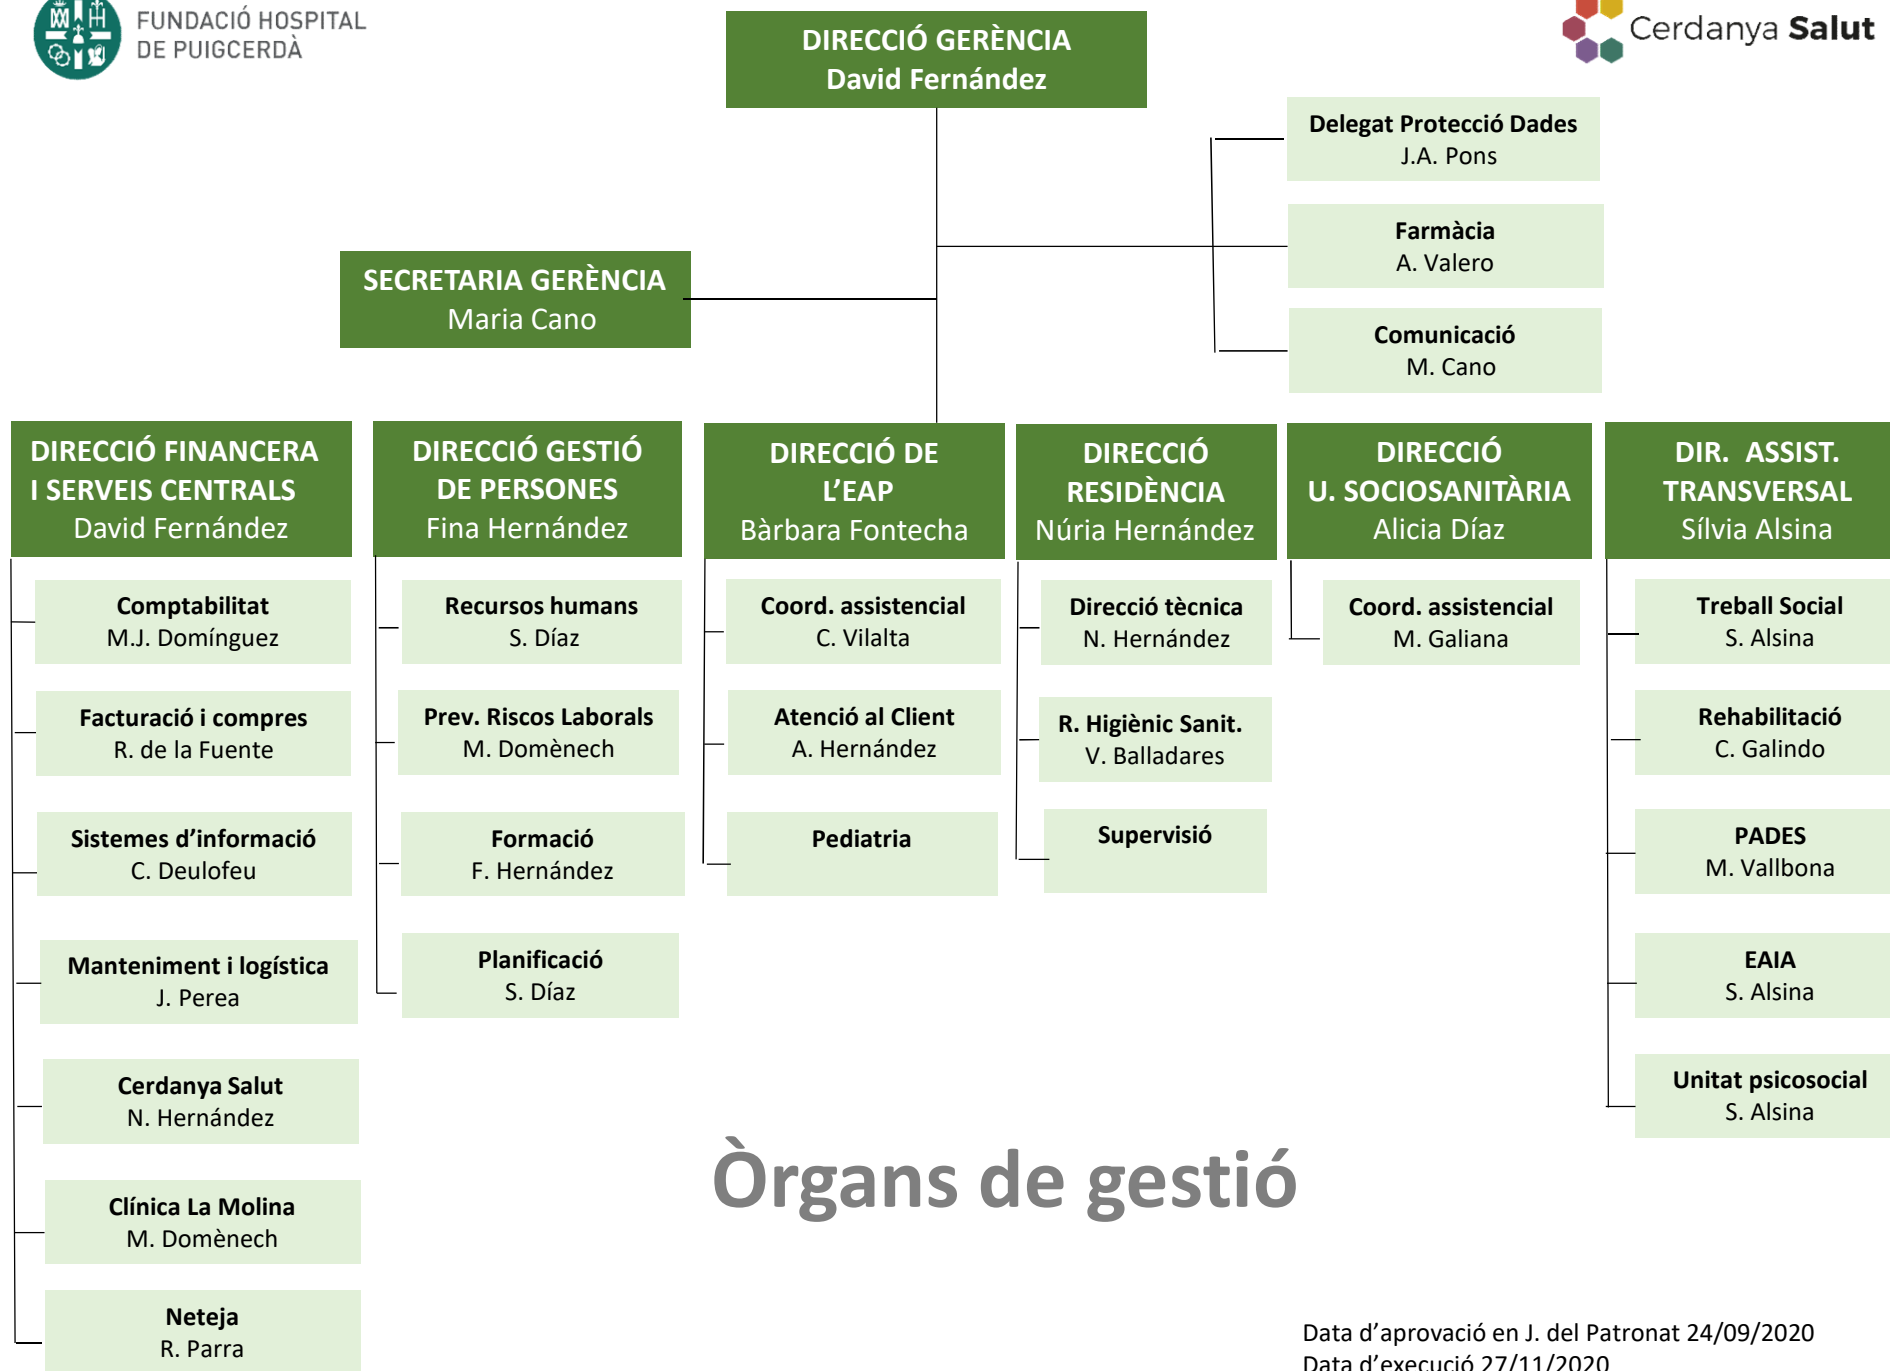 FUNDACIÓ HOSPITAL
DE PUIGCERDÀ
Cerdanya Salut
DIRECCIÓ GERÈNCIA
David Fernández
Delegat Protecció Dades
J.A. Pons
Farmàcia
A. Valero
Comunicació
M. Cano
SECRETARIA GERÈNCIA
Maria Cano
DIRECCIÓ FINANCERA
I SERVEIS CENTRALS
David Fernández
Comptabilitat
M.J. Domínguez
Facturació i compres
R. de la Fuente
Sistemes d’informació
C. Deulofeu
Manteniment i logística
J. Perea
Cerdanya Salut
N. Hernández
Clínica La Molina
M. Domènech
Neteja
R. Parra
DIRECCIÓ GESTIÓ
DE PERSONES
Fina Hernández
Recursos humans
S. Díaz
Prev. Riscos Laborals
M. Domènech
Formació
F. Hernández
Planificació
S. Díaz
DIRECCIÓ DE
L’EAP
Bàrbara Fontecha
Coord. assistencial
C. Vilalta
Atenció al Client
A. Hernández
Pediatria
DIRECCIÓ
RESIDÈNCIA
Núria Hernández
Direcció tècnica
N. Hernández
R. Higiènic Sanit.
V. Balladares
Supervisió
DIRECCIÓ
U. SOCIOSANITÀRIA
Alicia Díaz
Coord. assistencial
M. Galiana
DIR. ASSIST.
TRANSVERSAL
Sílvia Alsina
Treball Social
S. Alsina
Rehabilitació
C. Galindo
PADES
M. Vallbona
EAIA
S. Alsina
Unitat psicosocial
S. Alsina
Òrgans de gestió
Data d’aprovació en J. del Patronat 24/09/2020
Data d’execució 27/11/2020